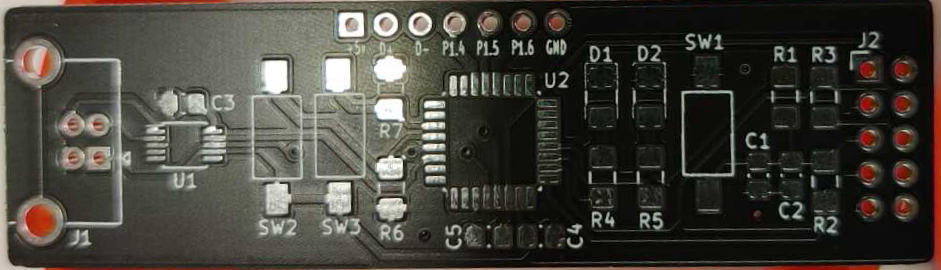 +5V D+ D- P1.4 P1.5 P1.6 GND
D1 D2 SW1 R1 R3 J2
U2
C3
R7
C1
U1
C2
R4 R5 R2
SW2 SW3 R6 C5 C4
J1